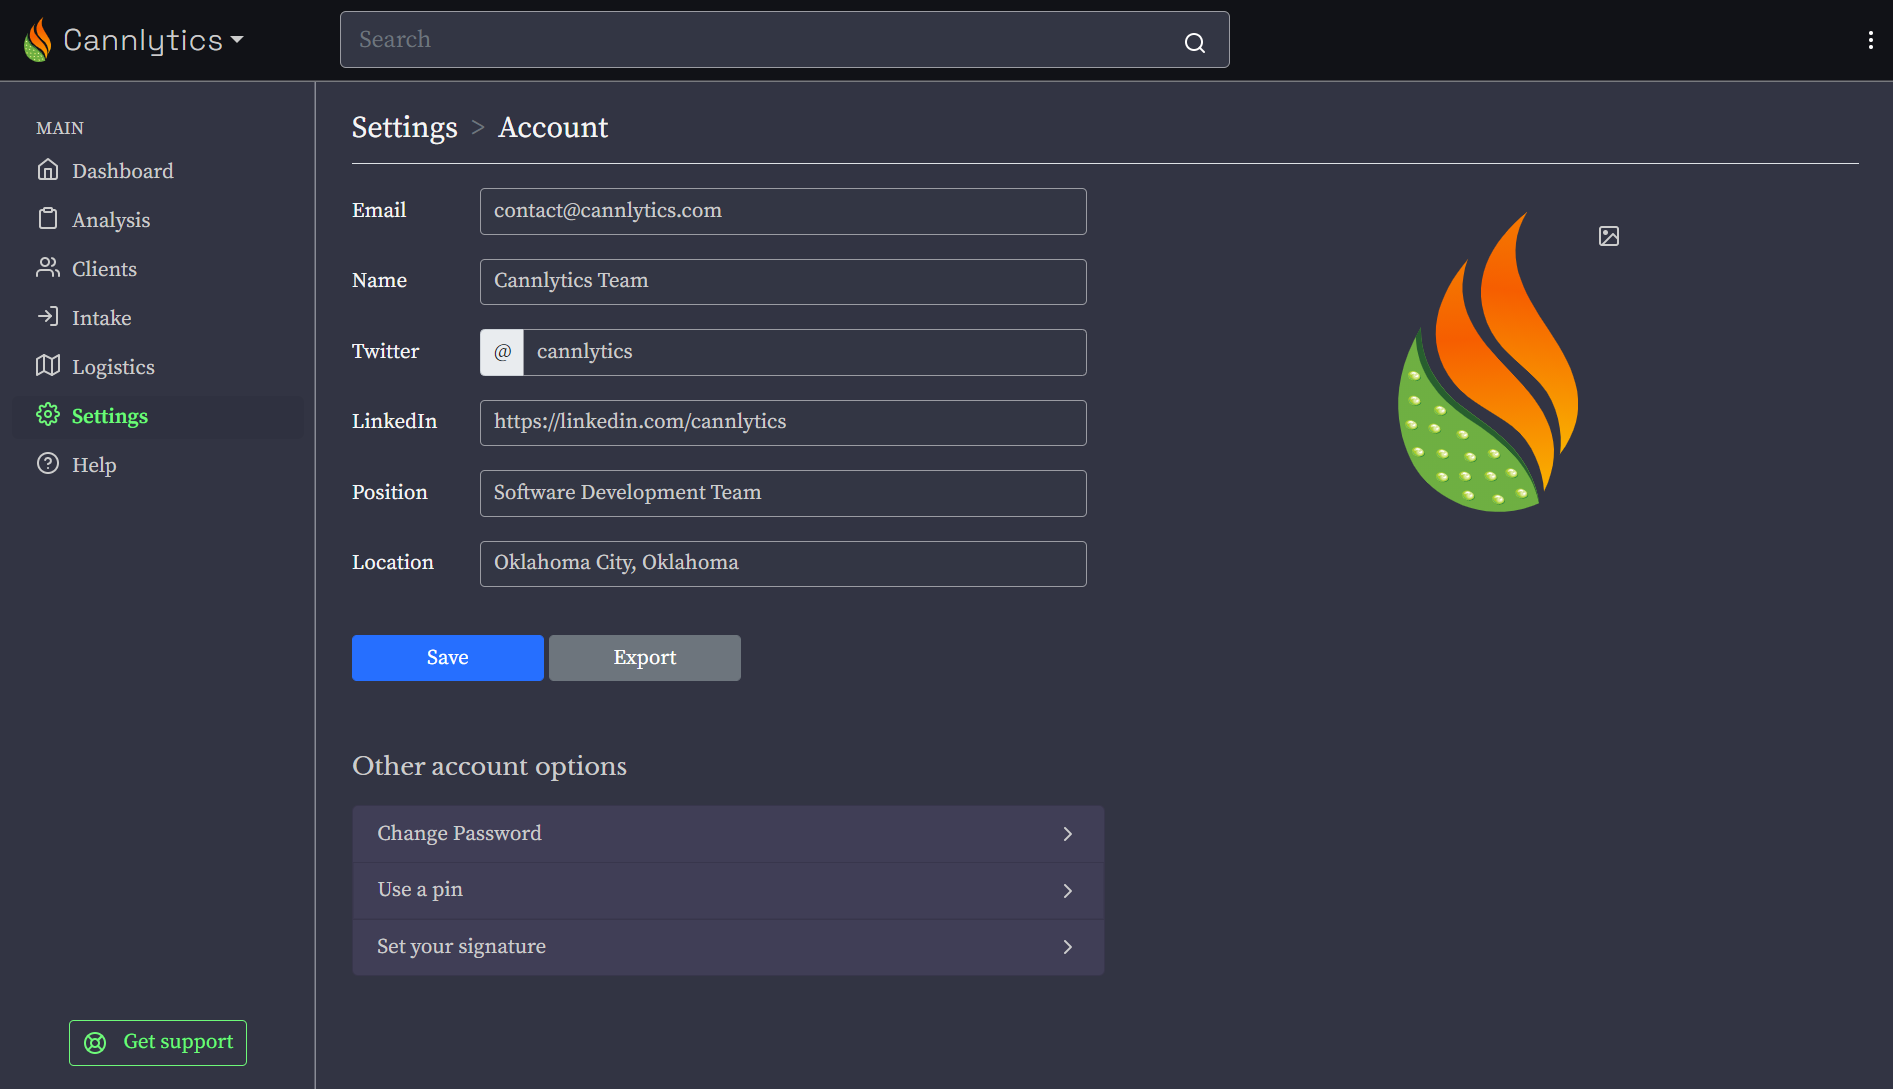 Cannlytics
Search
MAIN
Dashboard
Analysis
Clients
Intake
Logistics
Settings
Help
Get support
Settings > Account
Email contact@cannlytics.com
Name Cannlytics Team
Twitter @ cannlytics
LinkedIn https://linkedin.com/cannlytics
Position Software Development Team
Location Oklahoma City, Oklahoma
Save Export
Other account options
Change Password
Use a pin
Set your signature